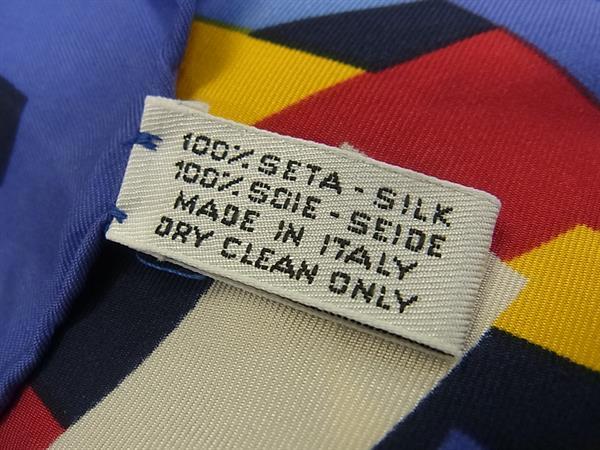 100% SETA - SILK
100% SOIE - SEIDE
MADE IN ITALY
DRY CLEAN ONLY